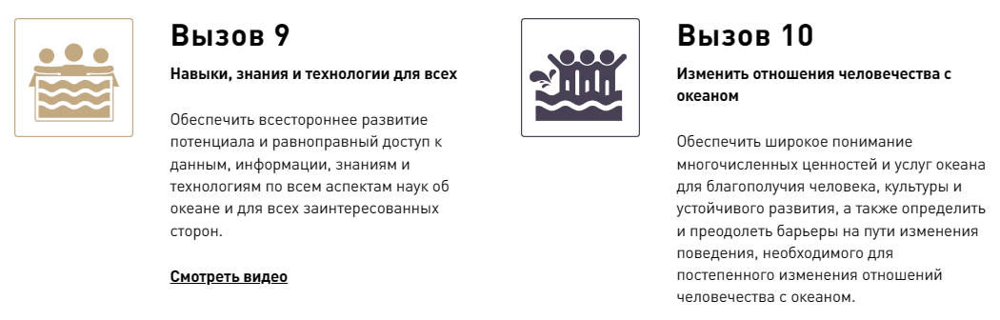 Вызов 9
Навыки, знания и технологии для всех
Обеспечить всестороннее развитие
потенциала и равноправный доступ к
данным, информации, знаниям и
технологиям по всем аспектам наук об
океане и для всех заинтересованных
сторон.
Смотреть видео
Вызов 10
Изменить отношения человечества с
океаном
Обеспечить широкое понимание
многочисленных ценностей и услуг океана
для благополучия человека, культуры и
устойчивого развития, а также определить
и преодолеть барьеры на пути изменения
поведения, необходимого для
постепенного изменения отношений
человечества с океаном.